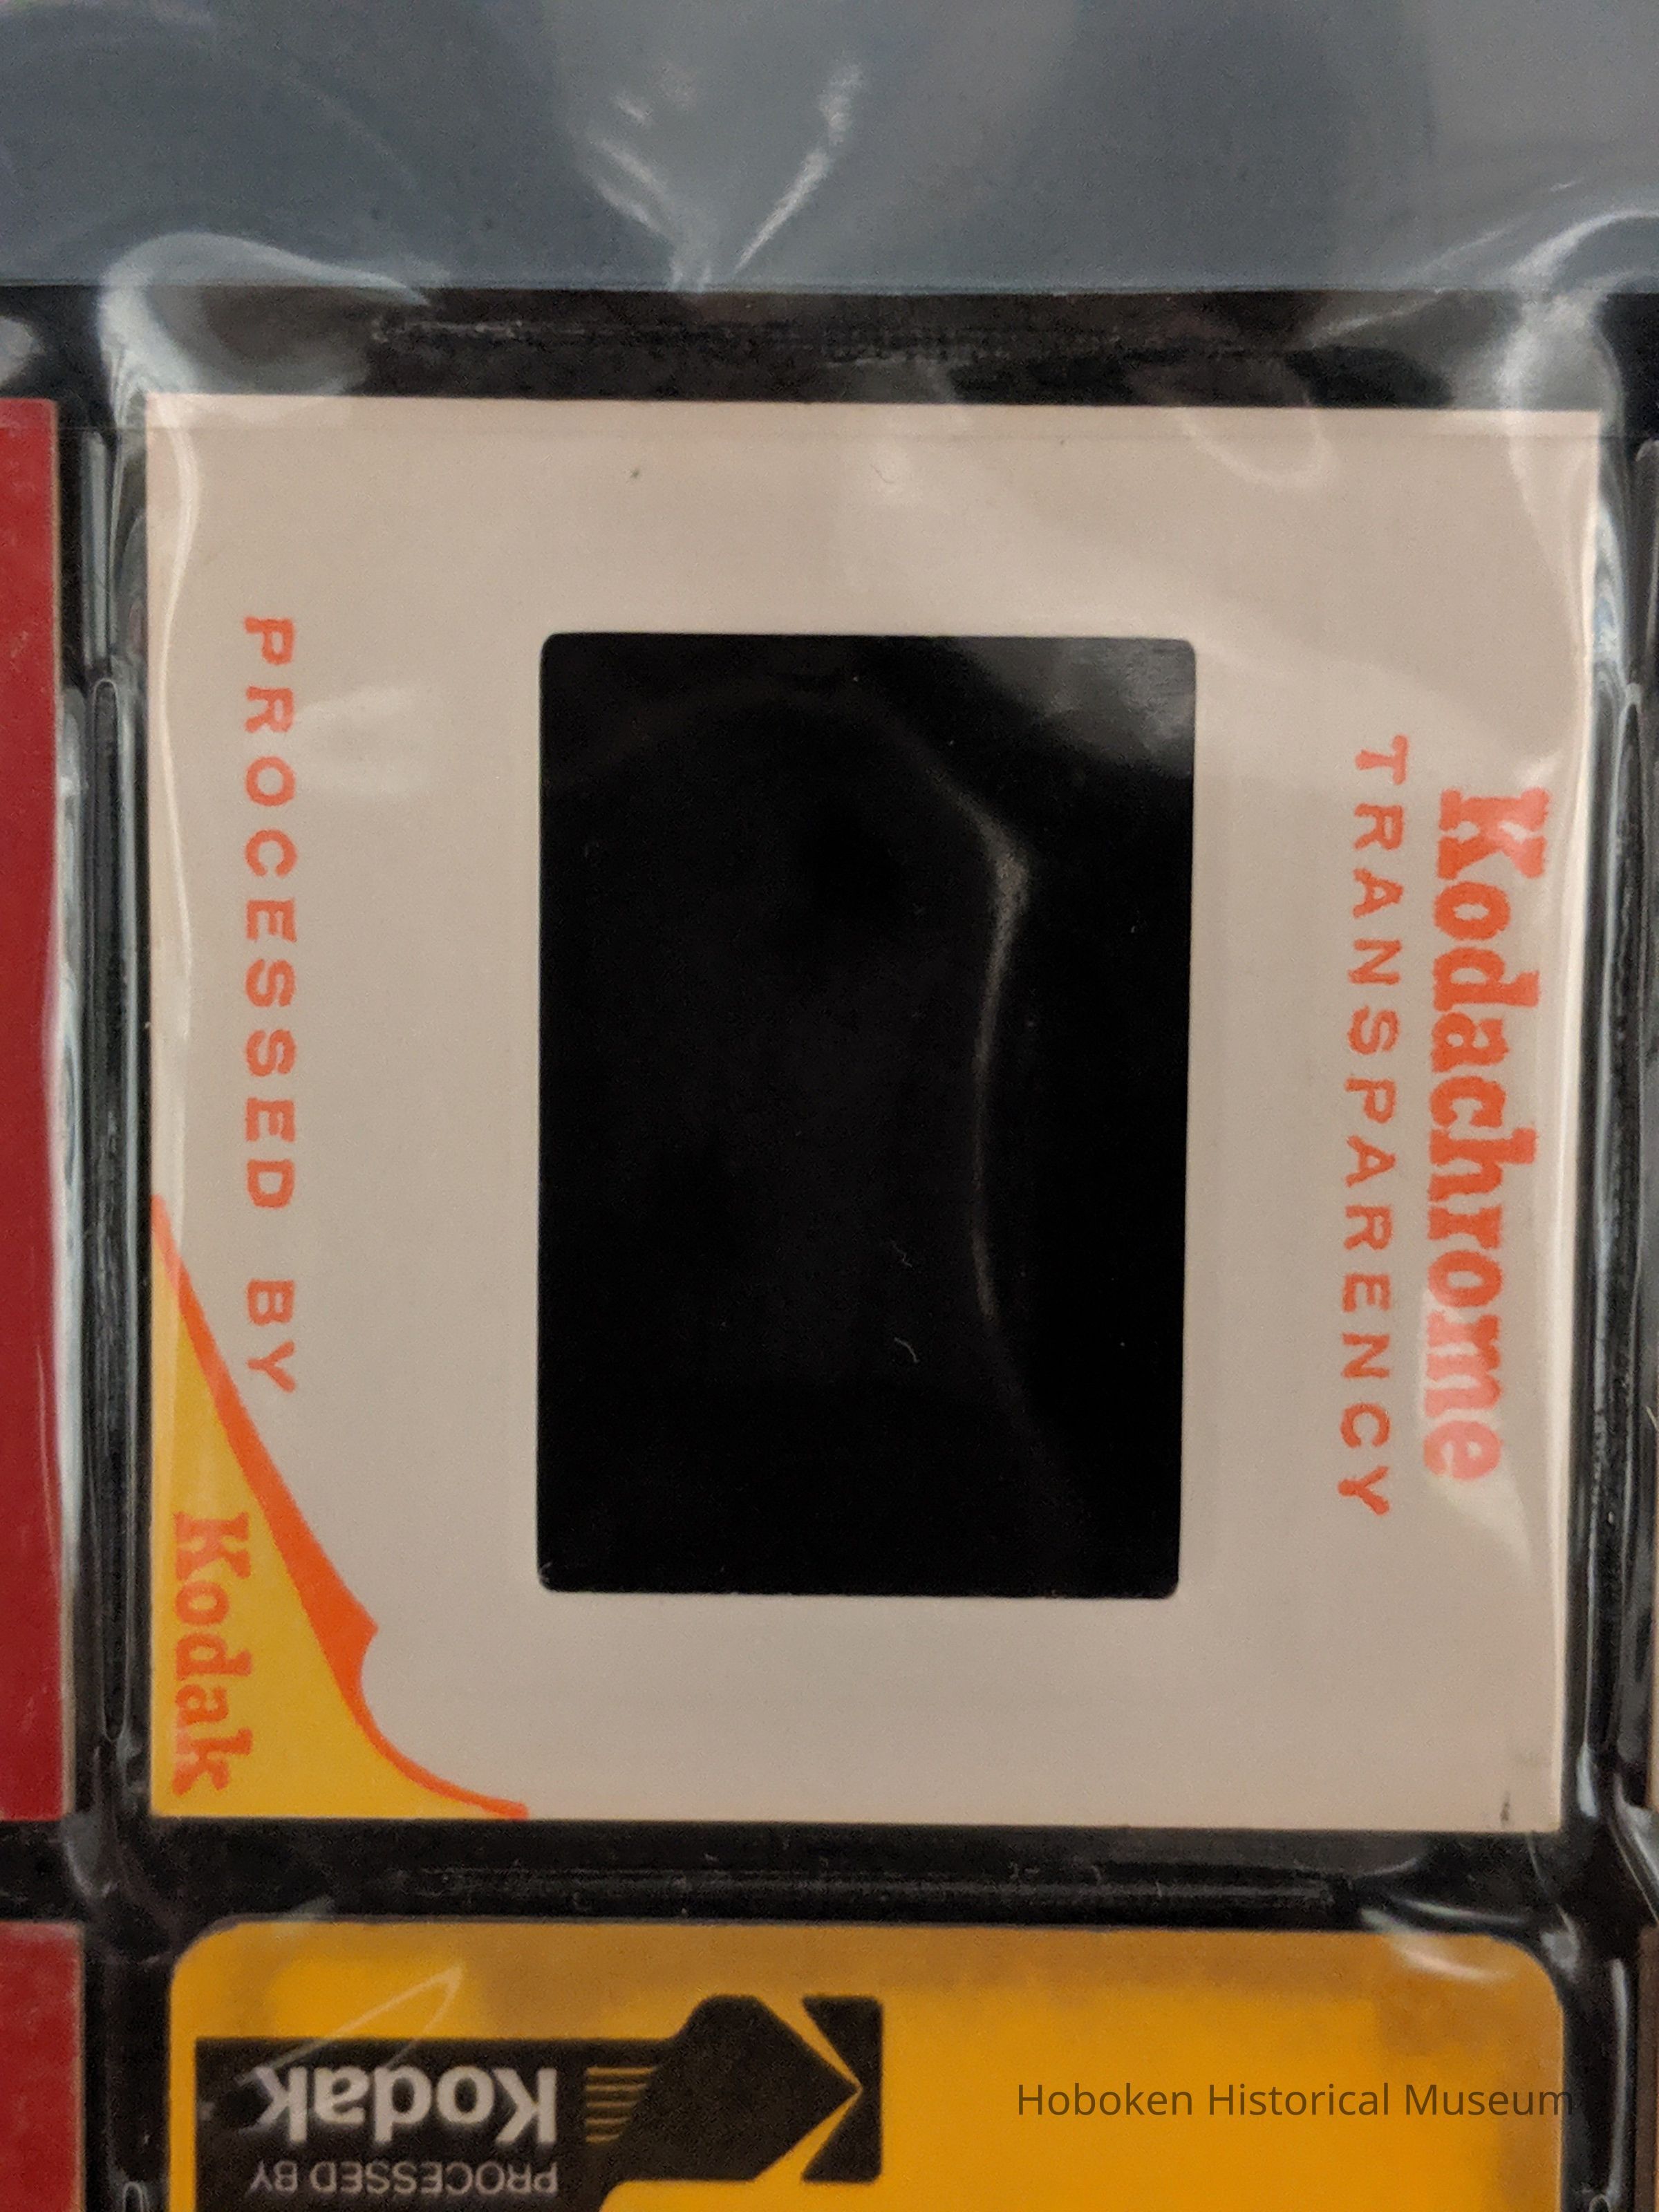 Kodachrome
TRANSPARENCY
PROCESSED BY
Kodak
PROCESSED BY
Kodak
Hoboken Historical Museum